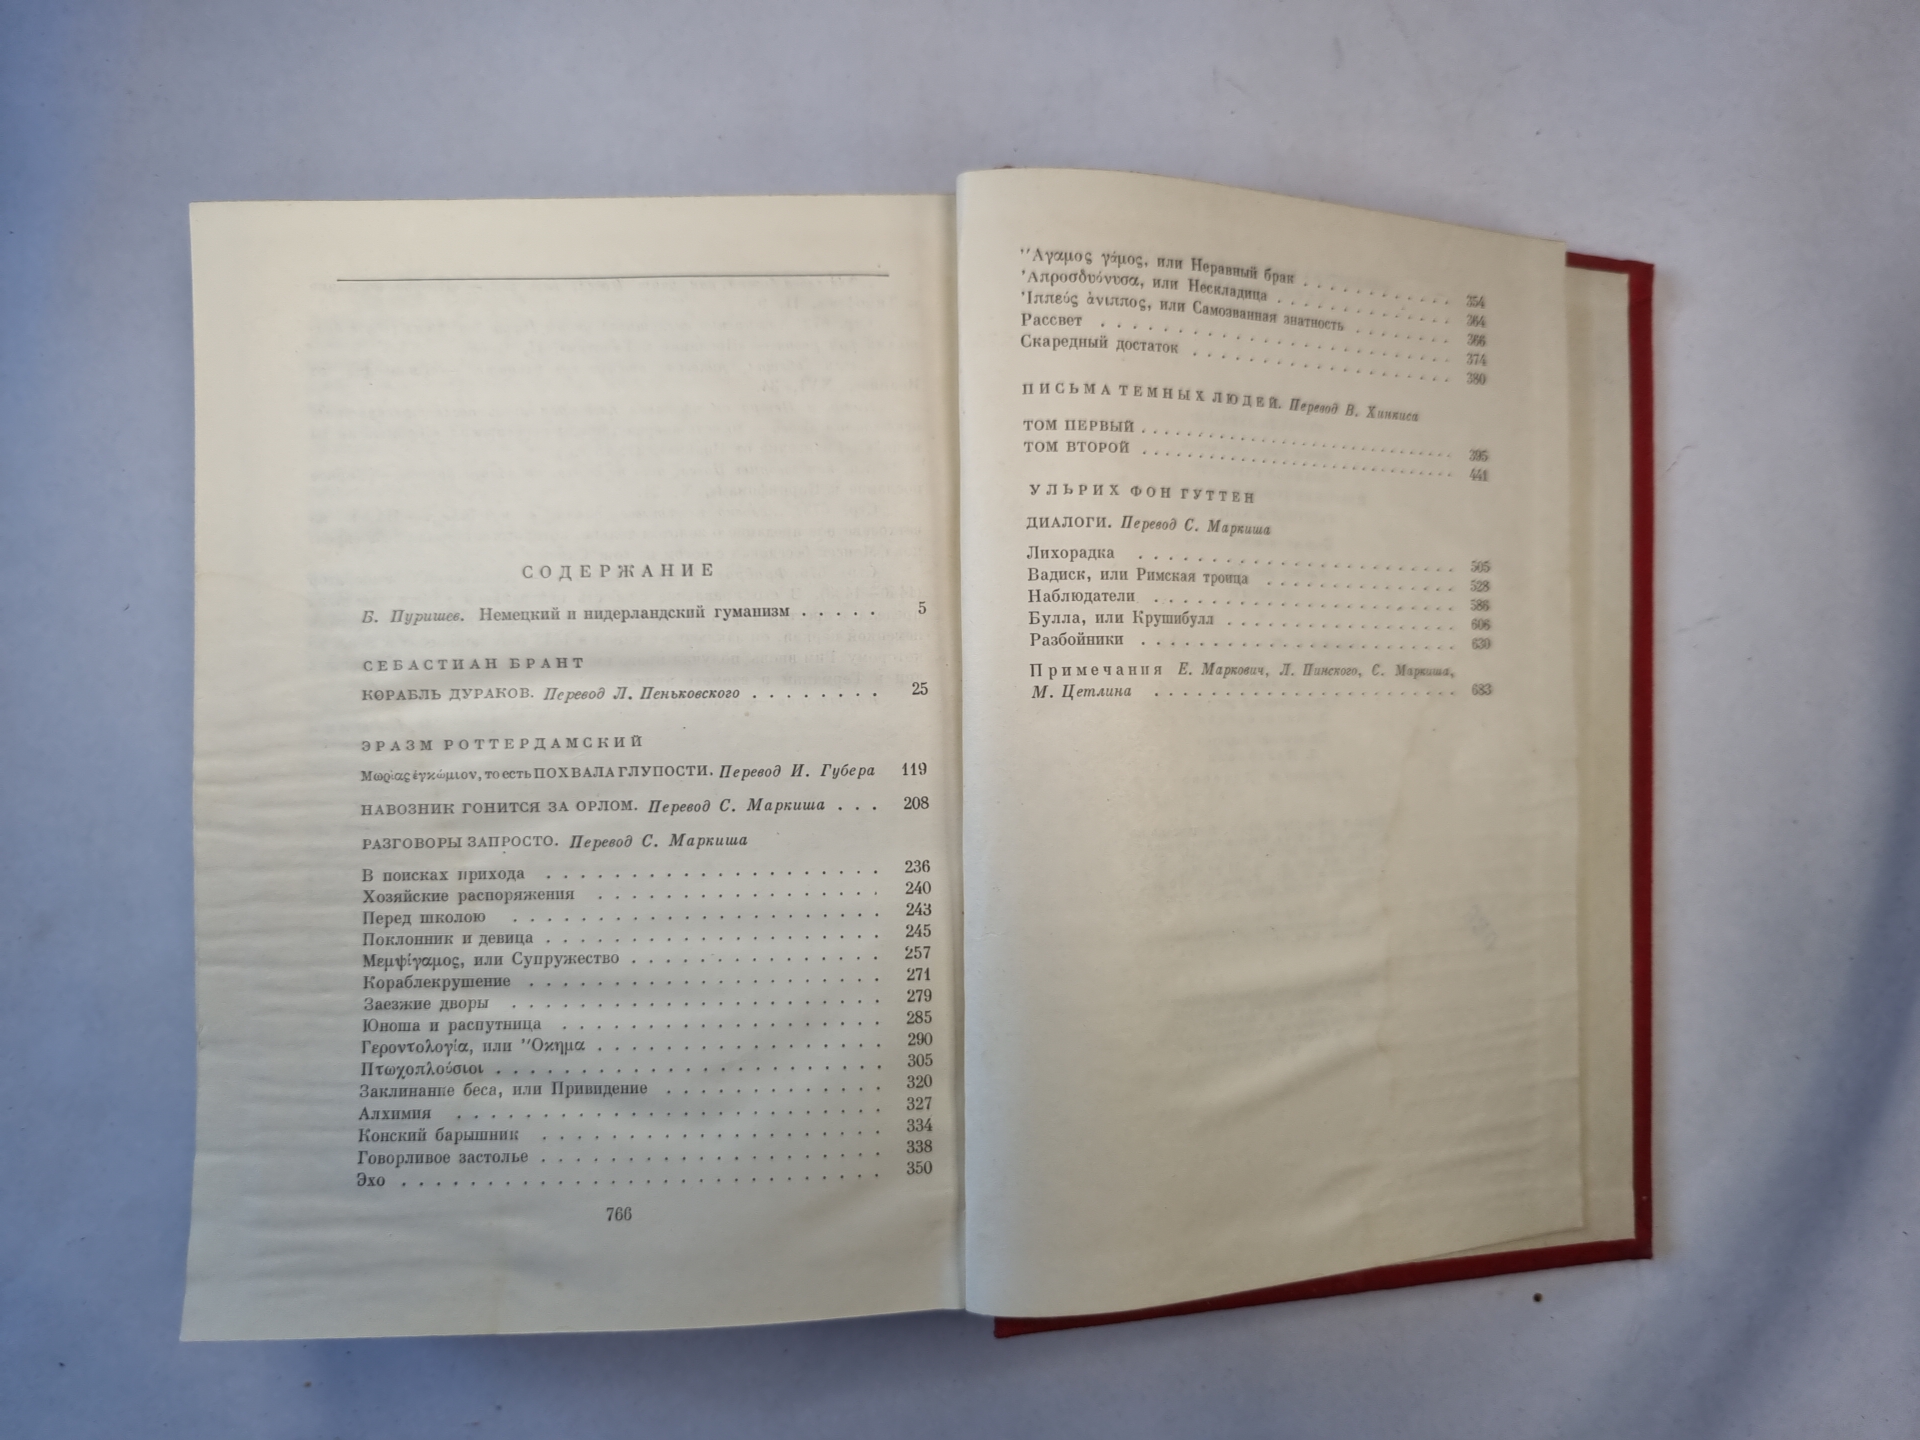 СОДЕРЖАНИЕ
Б. Пуришев. Немецкий и нидерландский гуманизм . . . . . 5
СЕБАСТИАН БРАНТ
КОРАБЛЬ ДУРАКОВ. Перевод Л. Пеньковского . . . . . . . . 25
ЭРАЗМ РОТТЕРДАМСКИЙ
Μωρίας ἐγκώμιον, то есть ПОХВАЛА ГЛУПОСТИ. Перевод И. Губера 119
НАВОЗНИК ГОНИТСЯ ЗА ОРЛОМ. Перевод С. Маркиша . . . 208
РАЗГОВОРЫ ЗАПРОСТО. Перевод С. Маркиша
В поисках прихода . . . . . . . . . . 236
Хозяйские распоряжения . . . . . . . . . . 240
Перед школою . . . . . . . . . . 243
Поклонник и девица . . . . . . . . . . 245
Μεμψίγαμος, или Супружество . . . . . . . . . . 257
Кораблекрушение . . . . . . . . . . 271
Заезжие дворы . . . . . . . . . . 279
Юноша и распутница . . . . . . . . . . 285
Γεροντολογία, или Ὄχημα . . . . . . . . . . 290
Πτωχοπλούσιοι . . . . . . . . . . 305
Заклинание беса, или Привидение . . . . . . . . . . 320
Алхимия . . . . . . . . . . 327
Конский барышник . . . . . . . . . . 334
Говорливое застолье . . . . . . . . . . 338
Эхо . . . . . . . . . . 350
766
Ἄγαμος γάμος, или Неравный брак . . . . . . . . . . 354
Ἀπροσδιόνυσα, или Нескладица . . . . . . . . . . 364
Ἱππεύς ἄνιππος, или Самозванная знатность . . . . . . . 366
Рассвет . . . . . . . . . . 374
Скаредный достаток . . . . . . . . . . 380
ПИСЬМА ТЕМНЫХ ЛЮДЕЙ. Перевод В. Хинкиса
ТОМ ПЕРВЫЙ . . . . . . . . . . 395
ТОМ ВТОРОЙ . . . . . . . . . . 441
УЛЬРИХ ФОН ГУТТЕН
ДИАЛОГИ. Перевод С. Маркиша
Лихорадка . . . . . . . . . . 505
Вадиск, или Римская троица . . . . . . . . . . 528
Наблюдатели . . . . . . . . . . 586
Булла, или Крушибулл . . . . . . . . . . 606
Разбойники . . . . . . . . . . 630
Примечания Е. Маркович, Л. Пинского, С. Маркиша,
М. Цетлина . . . . . . . . . . 683